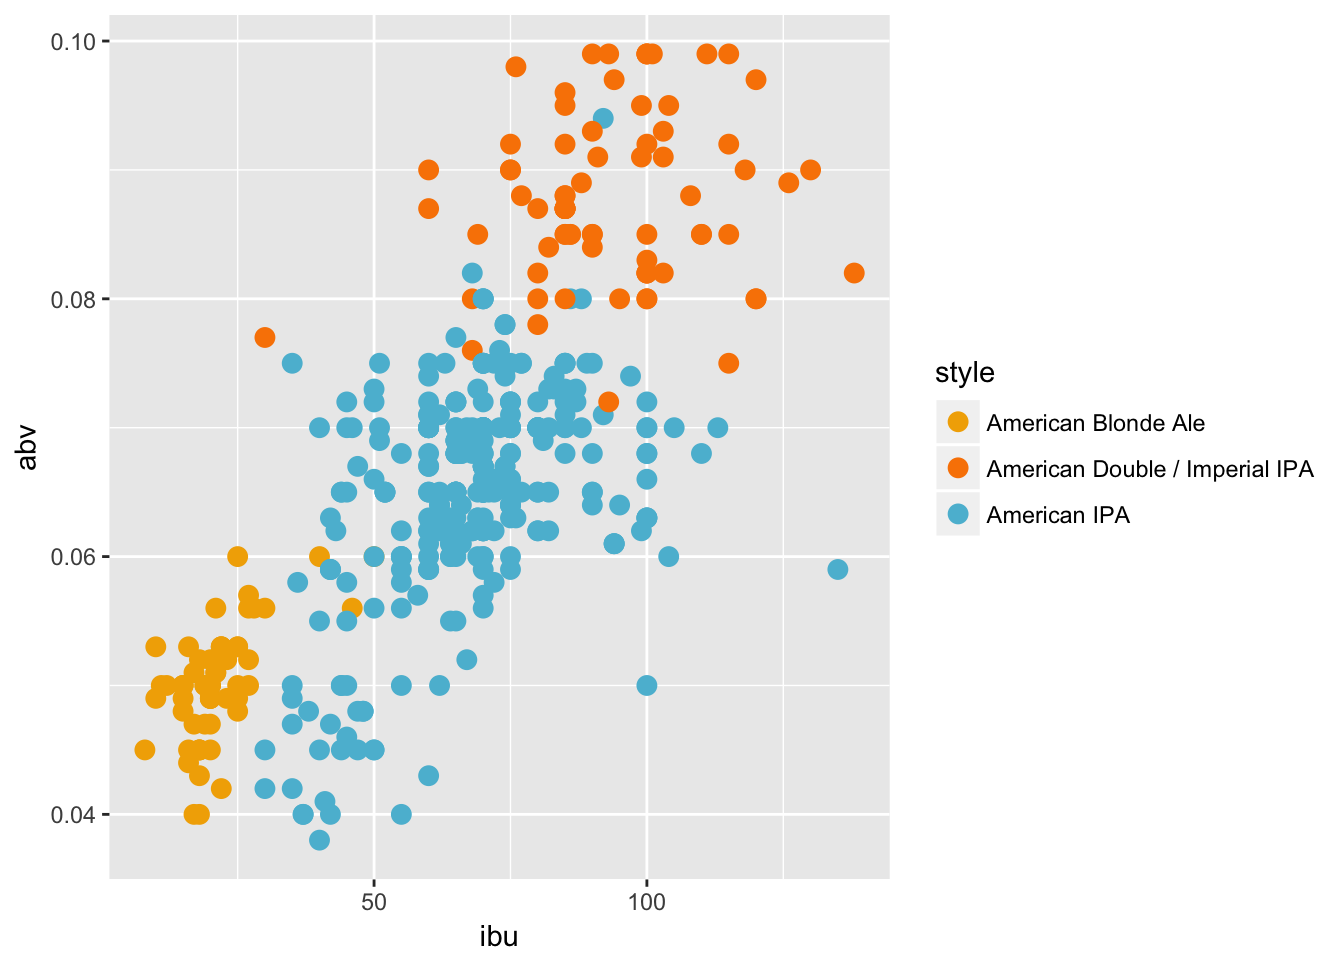 0.10
0.08
0.06
0.04
abv
50
100
ibu
style
American Blonde Ale
American Double / Imperial IPA
American IPA